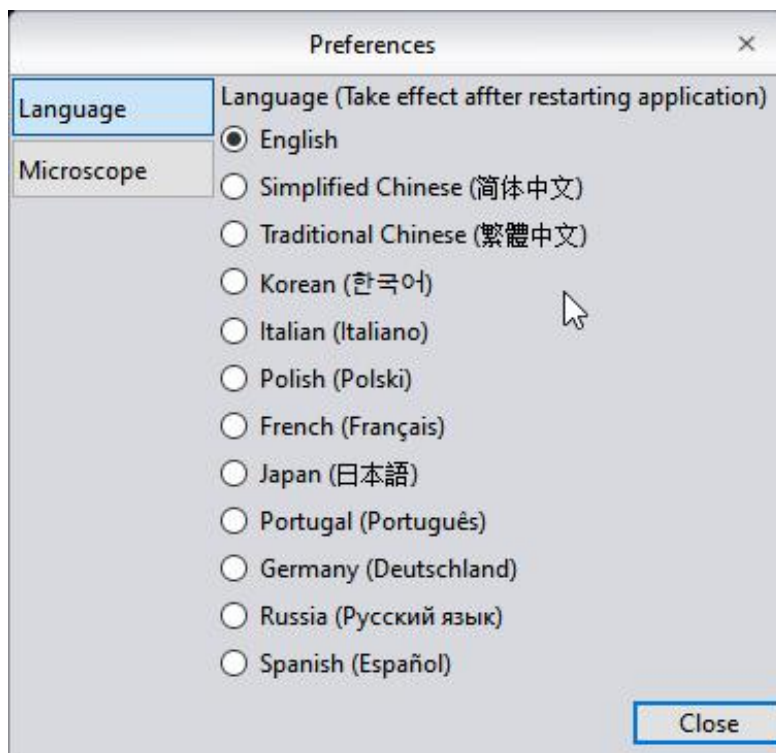 Preferences
Language
Microscope
Language (Take effect affter restarting application)
English
Simplified Chinese (简体中文)
Traditional Chinese (繁體中文)
Korean (한국어)
Italian (Italiano)
Polish (Polski)
French (Français)
Japan (日本語)
Portugal (Português)
Germany (Deutschland)
Russia (Русский язык)
Spanish (Español)
Close